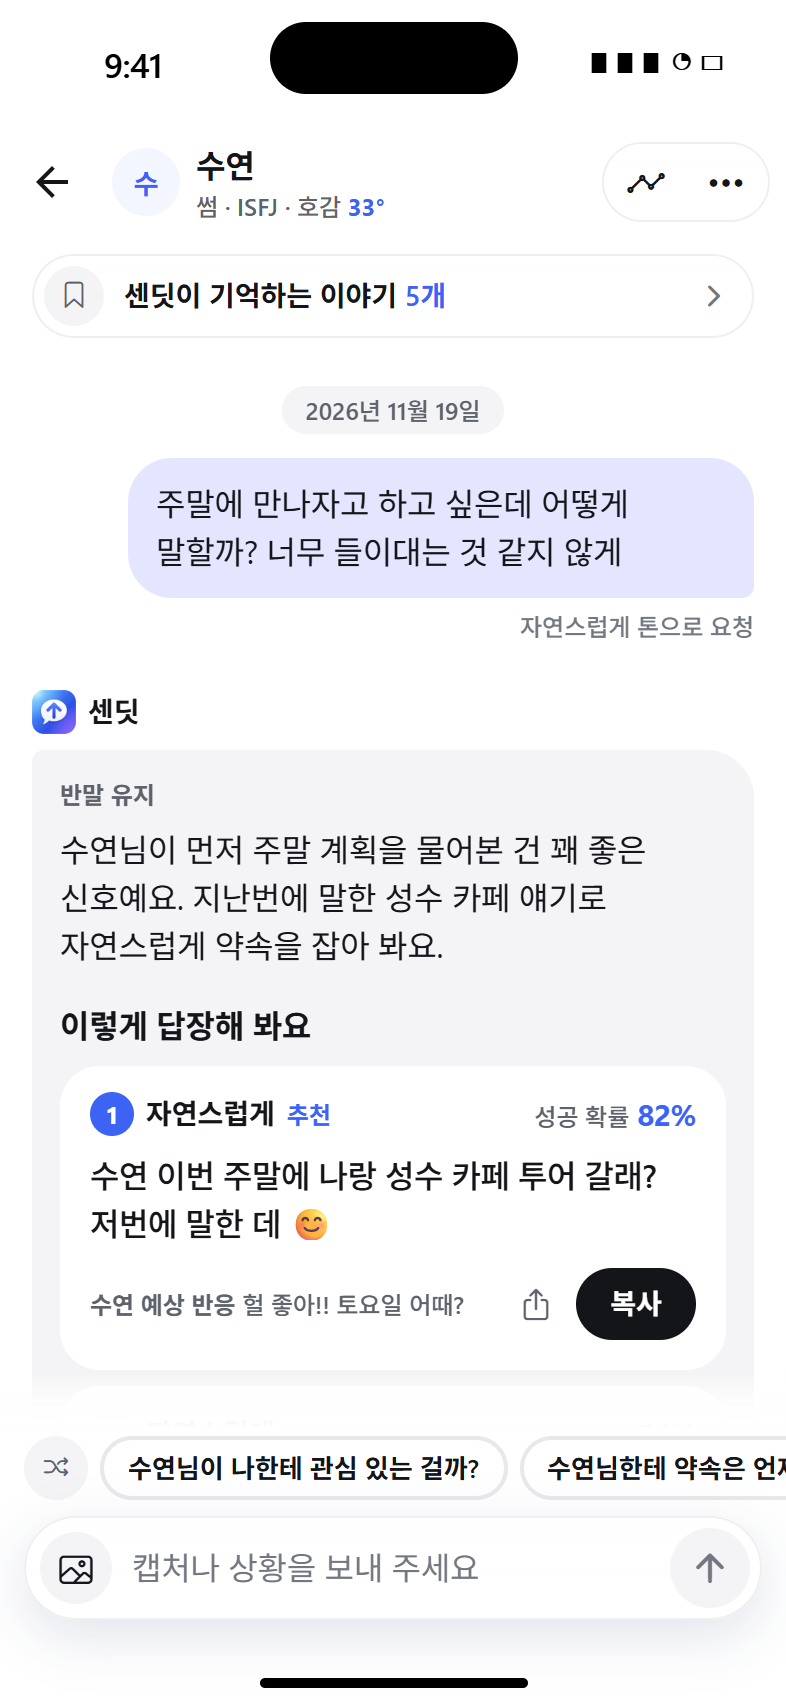 9:41
수
수연
썸 · ISFJ · 호감 33°
센딧이 기억하는 이야기 5개
2026년 11월 19일
주말에 만나자고 하고 싶은데 어떻게
말할까? 너무 들이대는 것 같지 않게
자연스럽게 톤으로 요청
센딧
반말 유지
수연님이 먼저 주말 계획을 물어본 건 꽤 좋은
신호예요. 지난번에 말한 성수 카페 얘기로
자연스럽게 약속을 잡아 봐요.
이렇게 답장해 봐요
1 자연스럽게 추천 성공 확률 82%
수연 이번 주말에 나랑 성수 카페 투어 갈래?
저번에 말한 데 😊
수연 예상 반응 헐 좋아!! 토요일 어때?
복사
수연님이 나한테 관심 있는 걸까?
수연님한테 약속은 언
캡처나 상황을 보내 주세요